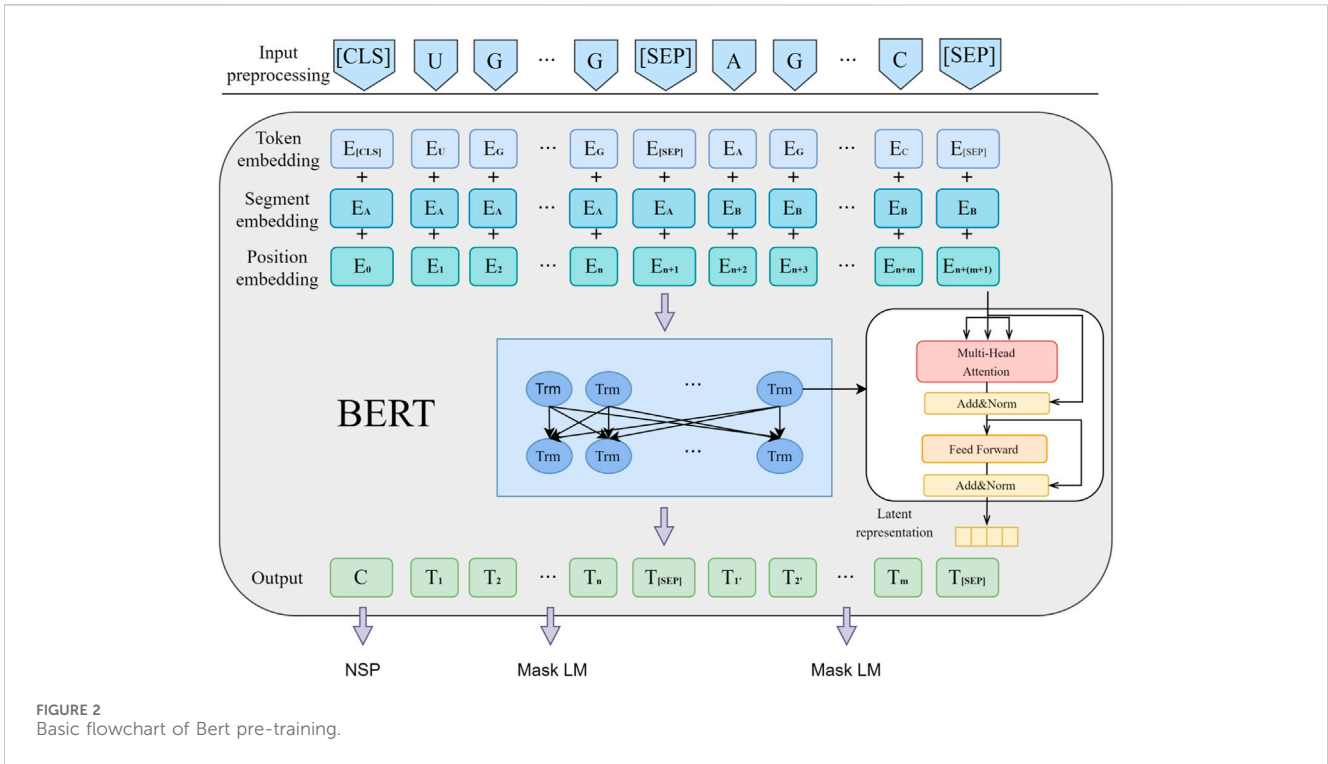 Input preprocessing [CLS] U G ... G [SEP] A G ... C [SEP]
Token embedding E[CLS] EU EG ... EG E[SEP] EA EG ... EC E[SEP]
+ + + + + + + + +
Segment embedding EA EA EA ... EA EA EB EB ... EB EB
+ + + + + + + + +
Position embedding E0 E1 E2 ... En En+1 En+2 En+3 ... En+m En+(m+1)
BERT
Trm Trm ... Trm
Trm Trm ... Trm
Multi-Head
Attention
Add&Norm
Feed Forward
Add&Norm
Latent
representation
Output C T1 T2 ... Tn T[SEP] T1' T2' ... Tm T[SEP]
NSP Mask LM Mask LM
FIGURE 2
Basic flowchart of Bert pre-training.